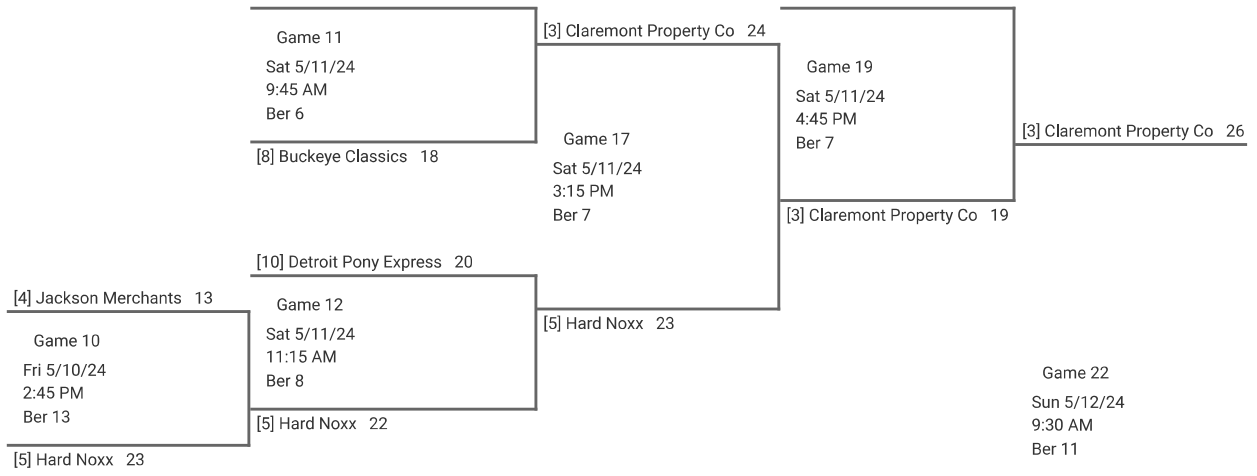 [3] Claremont Property Co 24
Game 11
Sat 5/11/24
9:45 AM
Ber 6
[8] Buckeye Classics 18
Game 19
Sat 5/11/24
4:45 PM
Ber 7
[3] Claremont Property Co 26
Game 17
Sat 5/11/24
3:15 PM
Ber 7
[3] Claremont Property Co 19
[10] Detroit Pony Express 20
[4] Jackson Merchants 13
Game 12
Sat 5/11/24
11:15 AM
Ber 8
[5] Hard Noxx 23
Game 10
Fri 5/10/24
2:45 PM
Ber 13
[5] Hard Noxx 22
[5] Hard Noxx 23
Game 22
Sun 5/12/24
9:30 AM
Ber 11